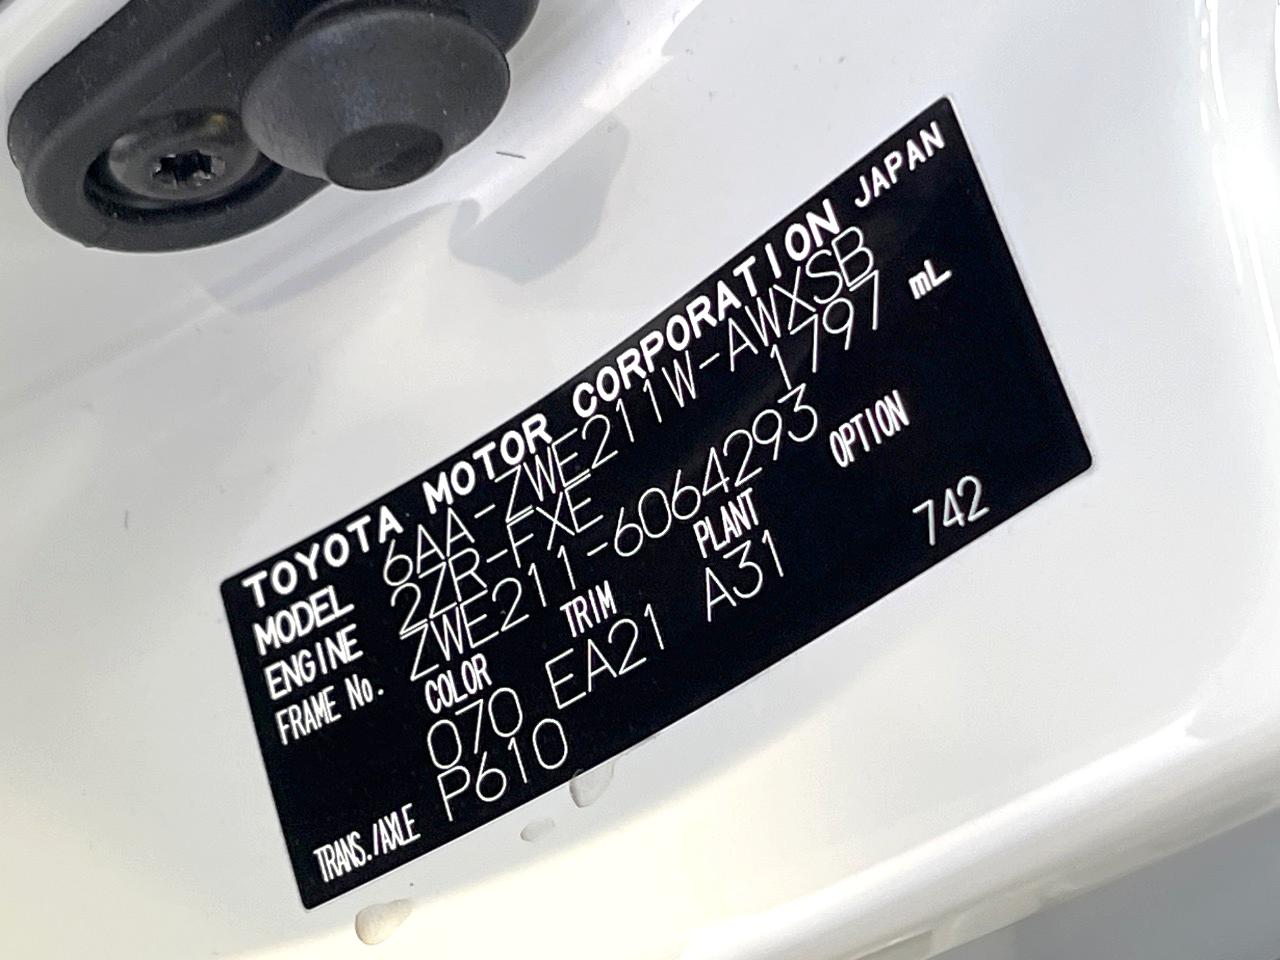 TOYOTA MOTOR CORPORATION JAPAN
MODEL 6AA-ZWE211W-AWXSB
ENGINE 2ZR-FXE 1797 mL
FRAME No. ZWE211-6064293
COLOR TRIM PLANT OPTION
070 EA21 A31 742
TRANS./AXLE P610